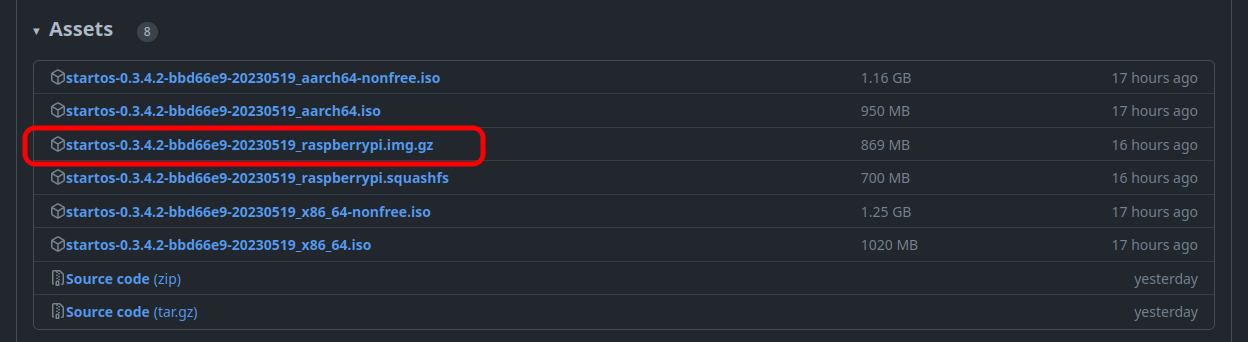 Assets 8
startos-0.3.4.2-bbd66e9-20230519_aarch64-nonfree.iso 1.16 GB 17 hours ago
startos-0.3.4.2-bbd66e9-20230519_aarch64.iso 950 MB 17 hours ago
startos-0.3.4.2-bbd66e9-20230519_raspberrypi.img.gz 869 MB 16 hours ago
startos-0.3.4.2-bbd66e9-20230519_raspberrypi.squashfs 700 MB 16 hours ago
startos-0.3.4.2-bbd66e9-20230519_x86_64-nonfree.iso 1.25 GB 17 hours ago
startos-0.3.4.2-bbd66e9-20230519_x86_64.iso 1020 MB 17 hours ago
Source code (zip) yesterday
Source code (tar.gz) yesterday